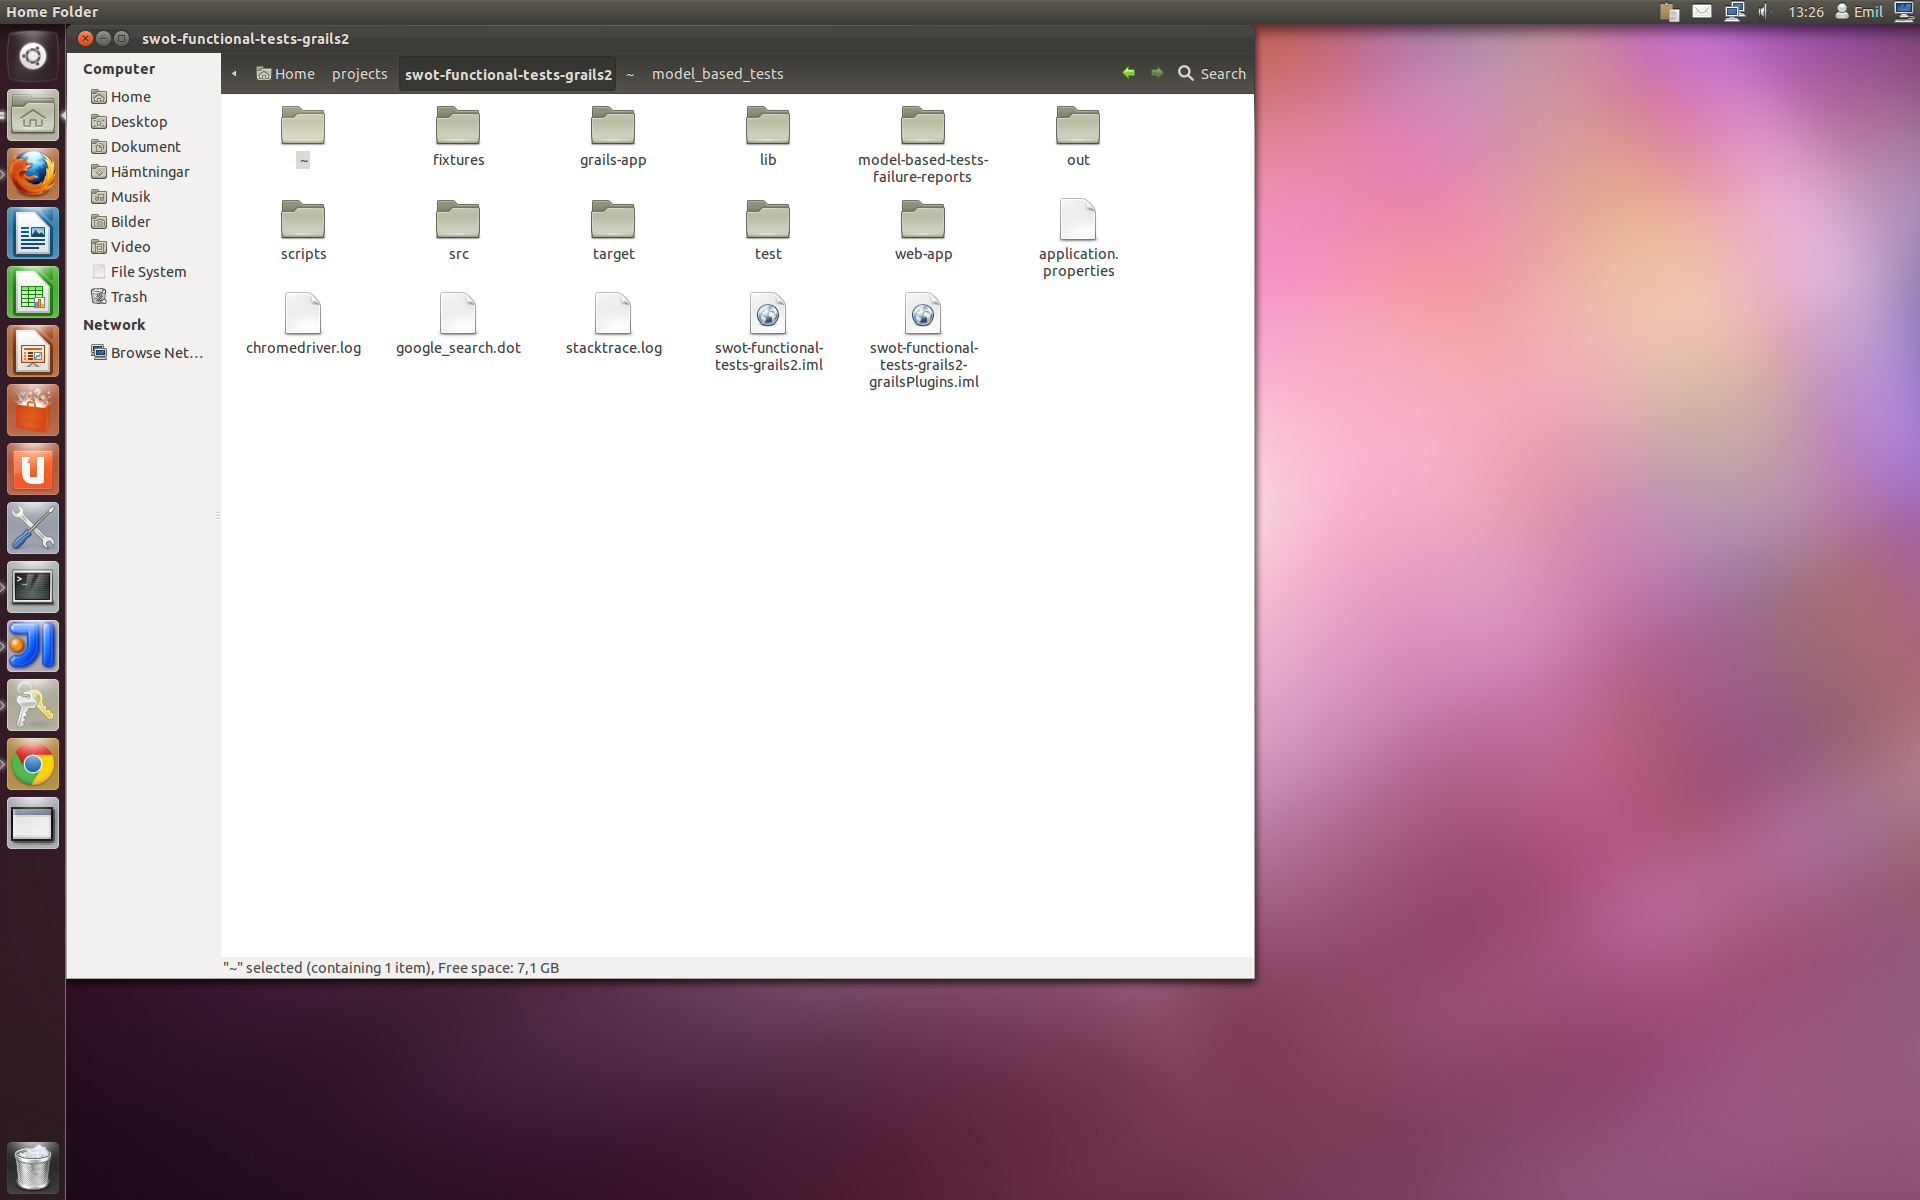 Home Folder
13:26
Emil
swot-functional-tests-grails2
Computer
Home
Desktop
Dokument
Hämtningar
Musik
Bilder
Video
File System
Trash
Network
Browse Net...
Home projects swot-functional-tests-grails2 ~ model_based_tests
Search
~
fixtures
grails-app
lib
model-based-tests-
failure-reports
out
scripts
src
target
test
web-app
application.
properties
chromedriver.log
google_search.dot
stacktrace.log
swot-functional-
tests-grails2.iml
swot-functional-
tests-grails2-
grailsPlugins.iml
"~" selected (containing 1 item), Free space: 7,1 GB